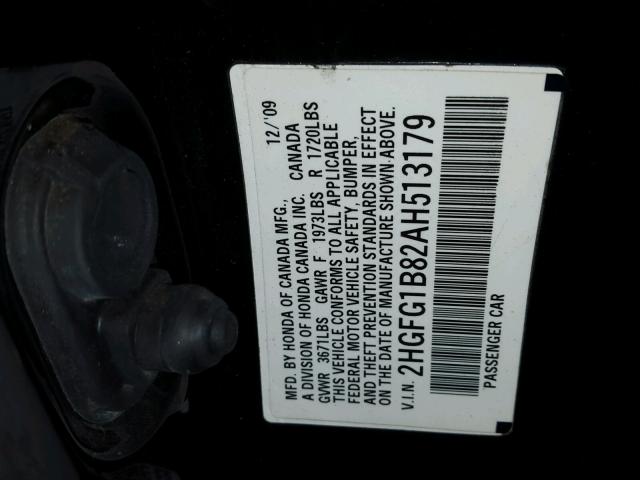 MFD. BY HONDA OF CANADA MFG., 12/'09
A DIVISION OF HONDA CANADA INC. CANADA
GVWR 3671LBS GAWR F 1973LBS R 1720LBS
THIS VEHICLE CONFORMS TO ALL APPLICABLE
FEDERAL MOTOR VEHICLE SAFETY, BUMPER,
AND THEFT PREVENTION STANDARDS IN EFFECT
ON THE DATE OF MANUFACTURE SHOWN ABOVE.
V.I.N. 2HGFG1B82AH513179
PASSENGER CAR